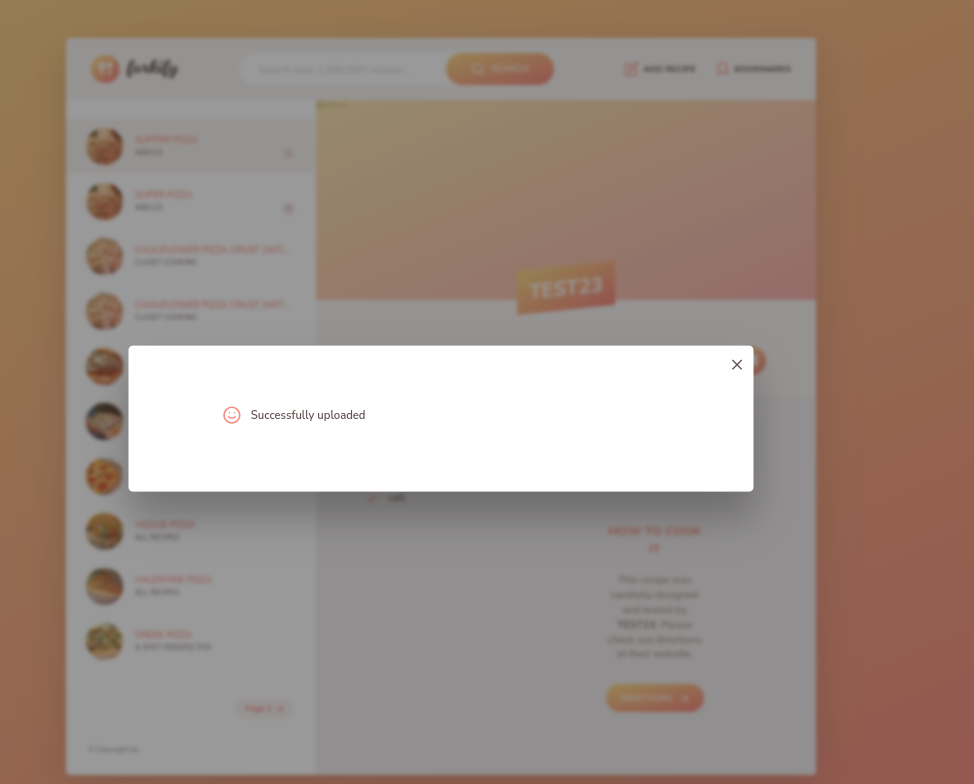 forkify
Search over 1,000,000 recipes...
SEARCH
ADD RECIPE
BOOKMARKS
SUPPER PIZZA
SUPER PIZZA
CAULIFLOWER PIZZA CRUST (WIT...
CLOSET COOKING
CAULIFLOWER PIZZA CRUST (WIT...
CLOSET COOKING
TEST23
Successfully uploaded
salt
VEGGIE PIZZA
ALL RECIPES
VALENTINE PIZZA
ALL RECIPES
GREEK PIZZA
A SPICY PERSPECTIVE
HOW TO COOK
IT
This recipe was
carefully designed
and tested by
TEST23. Please
check out directions
at their website.
DIRECTIONS
Page 2
© Copyright by